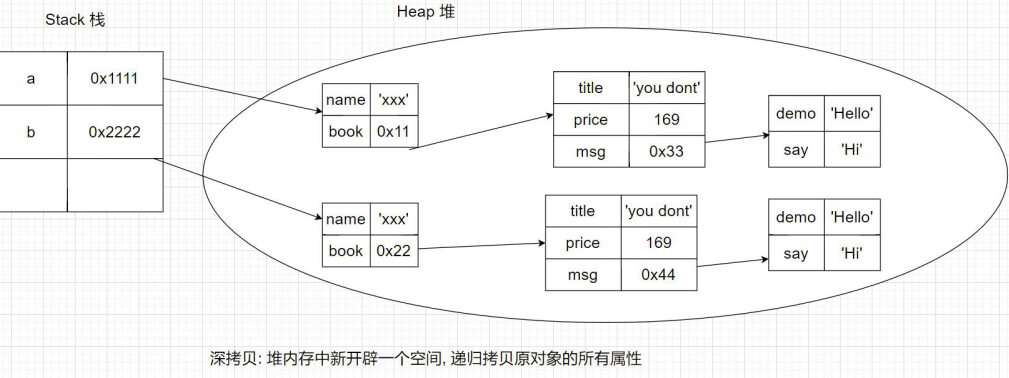 Stack 栈
Heap 堆
a 0x1111
b 0x2222
name 'xxx'
book 0x11
title 'you dont'
price 169
msg 0x33
demo 'Hello'
say 'Hi'
name 'xxx'
book 0x22
title 'you dont'
price 169
msg 0x44
demo 'Hello'
say 'Hi'
深拷贝: 堆内存中新开辟一个空间, 递归拷贝原对象的所有属性